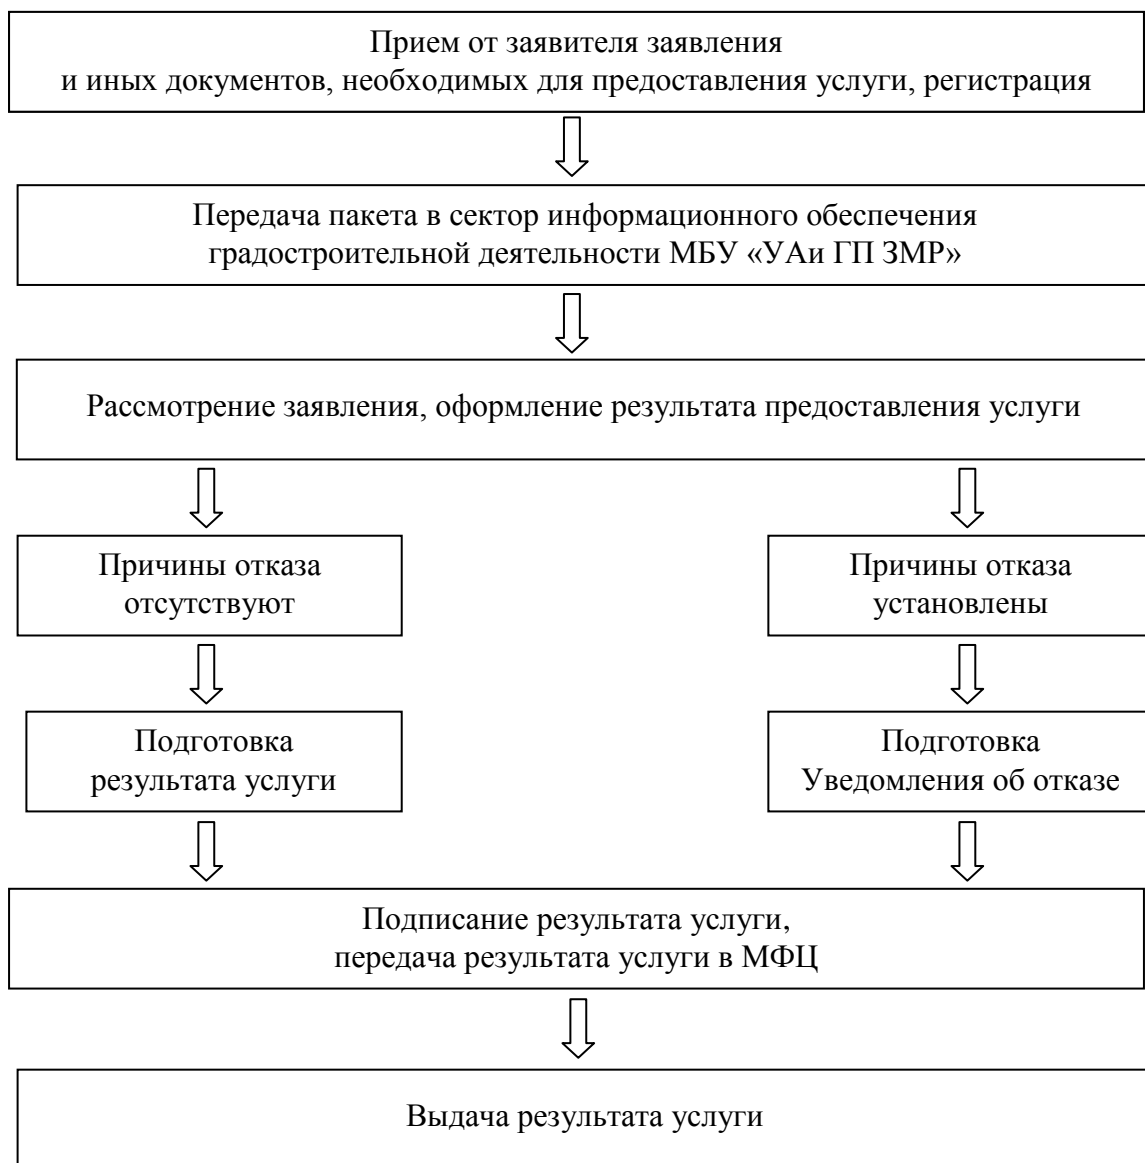 Прием от заявителя заявления
и иных документов, необходимых для предоставления услуги, регистрация
Передача пакета в сектор информационного обеспечения
градостроительной деятельности МБУ «УАи ГП ЗМР»
Рассмотрение заявления, оформление результата предоставления услуги
Причины отказа
отсутствуют
Причины отказа
установлены
Подготовка
результата услуги
Подготовка
Уведомления об отказе
Подписание результата услуги,
передача результата услуги в МФЦ
Выдача результата услуги